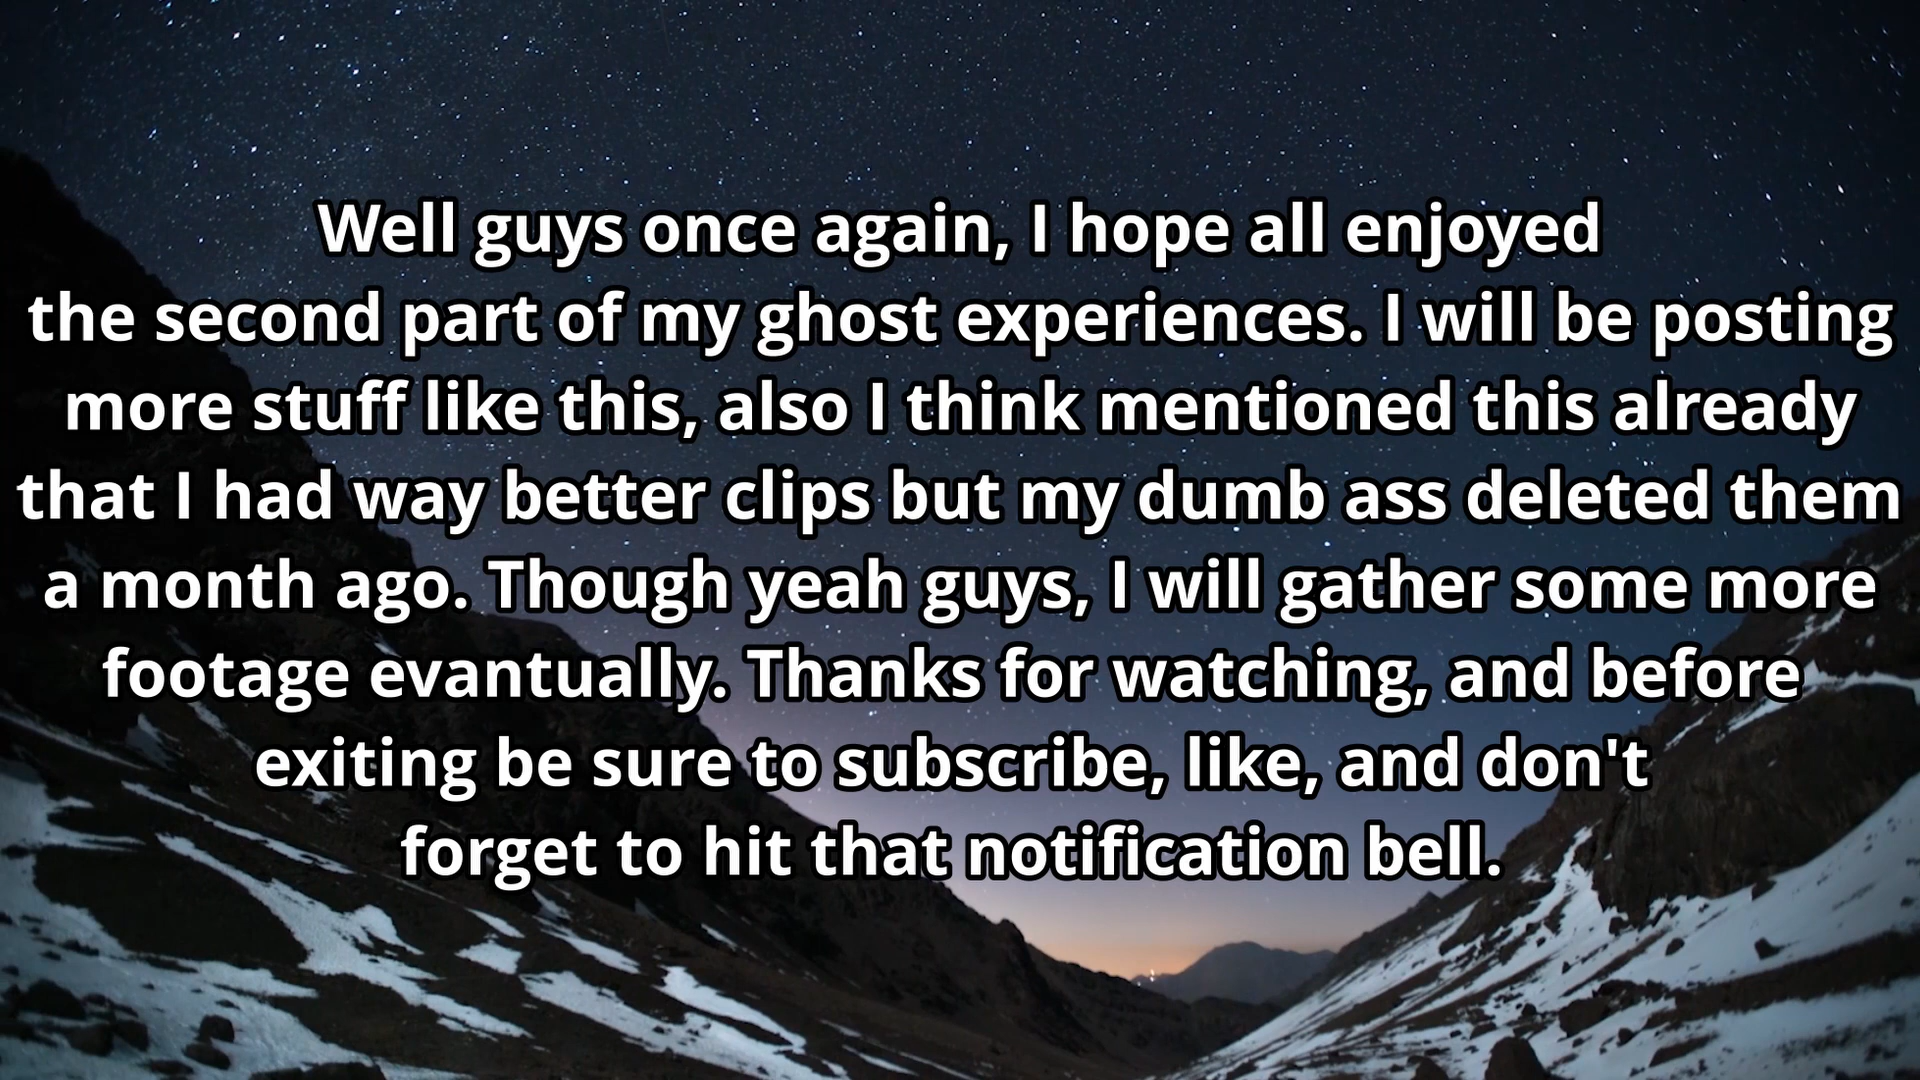 Well guys once again, I hope all enjoyed
the second part of my ghost experiences. I will be posting
more stuff like this, also I think mentioned this already
that I had way better clips but my dumb ass deleted them
a month ago. Though yeah guys, I will gather some more
footage evantually. Thanks for watching, and before
exiting be sure to subscribe, like, and don't
forget to hit that notification bell.